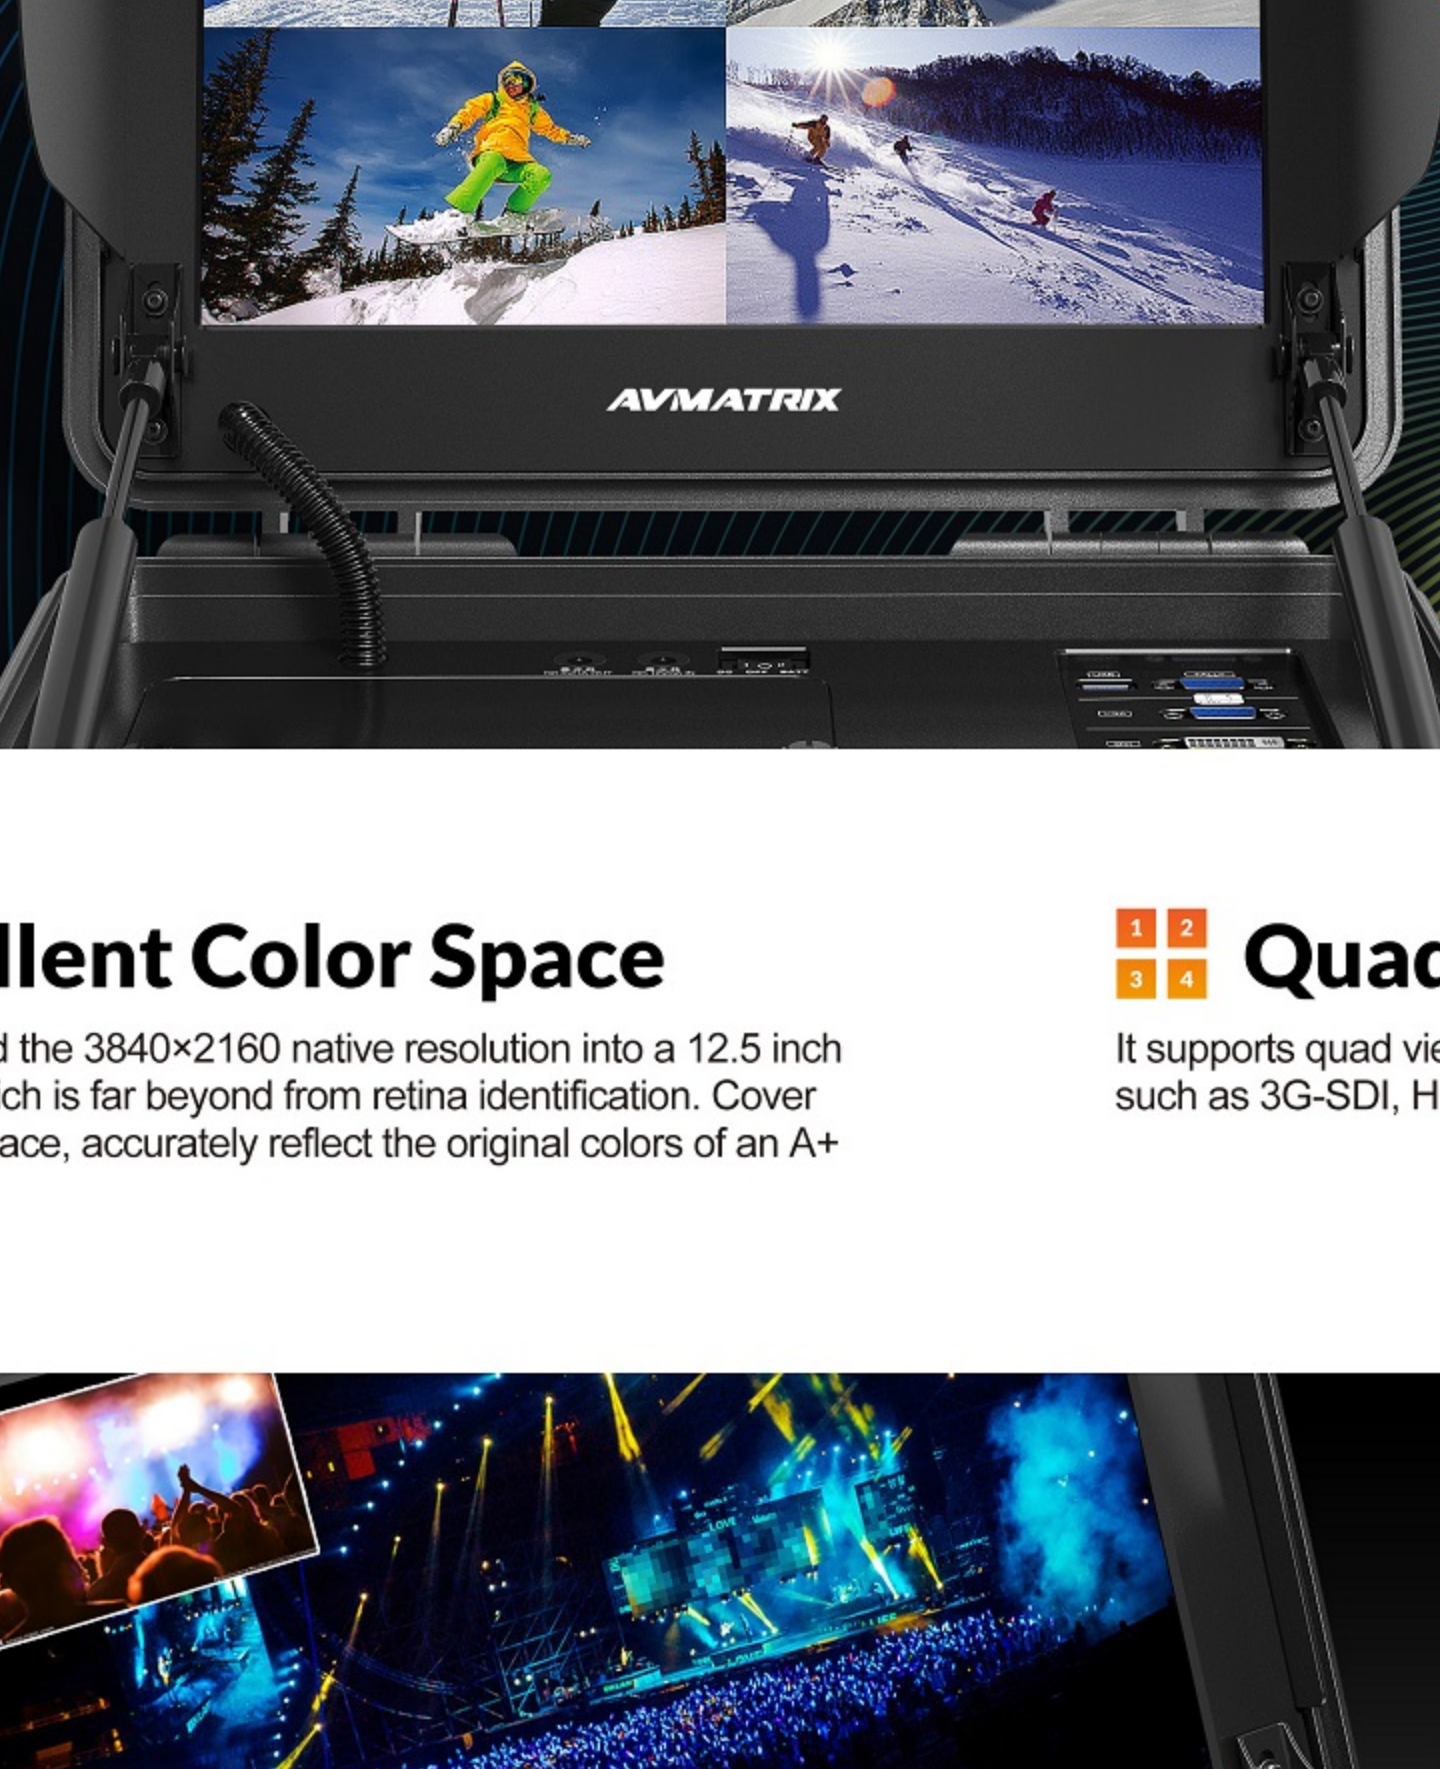 AVMATRIX
llent Color Space
d the 3840×2160 native resolution into a 12.5 inch
ich is far beyond from retina identification. Cover
ace, accurately reflect the original colors of an A+
1 2
3 4
Quad
It supports quad vie
such as 3G-SDI, H
LOVE